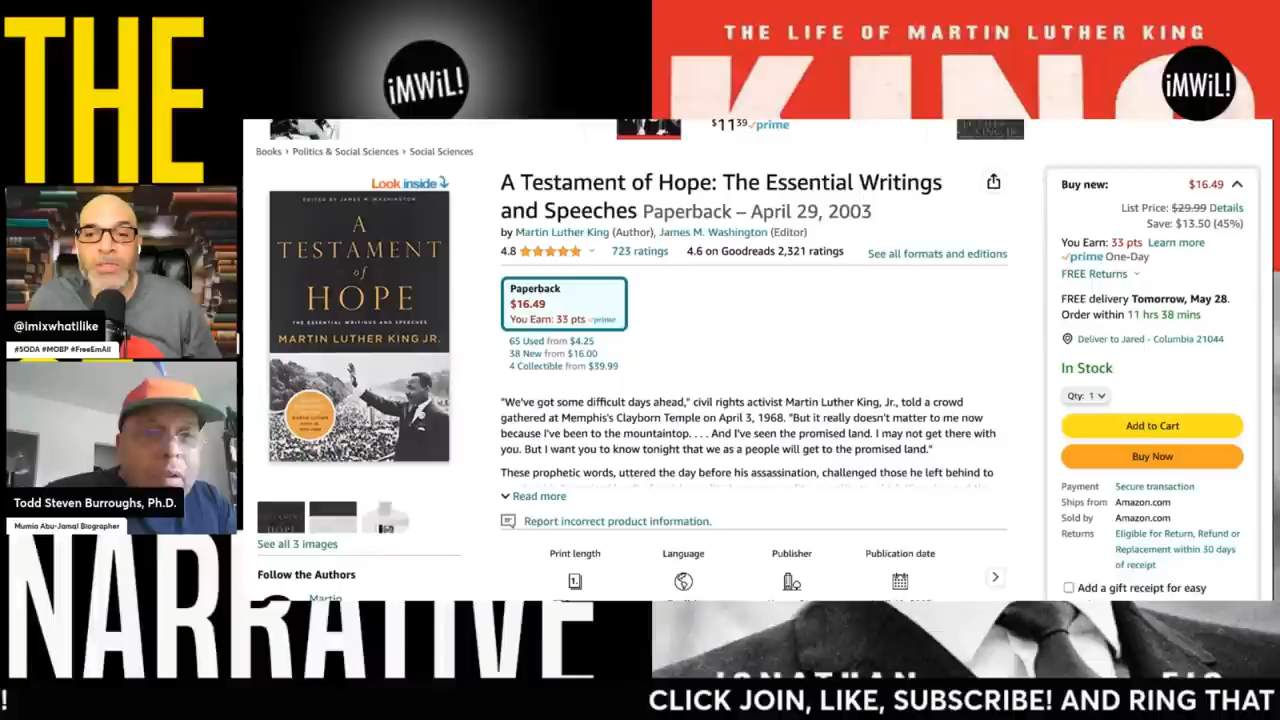 THE
iMWiL!
THE LIFE OF MARTIN LUTHER KING
KING
iMWiL!
$11.39 prime
Books › Politics & Social Sciences › Social Sciences
Look inside
EDITED BY JAMES M. WASHINGTON
A
TESTAMENT
of
HOPE
THE ESSENTIAL WRITINGS AND SPEECHES
MARTIN LUTHER KING JR.
A Testament of Hope: The Essential Writings
and Speeches Paperback – April 29, 2003
by Martin Luther King (Author), James M. Washington (Editor)
4.8
723 ratings
4.6 on Goodreads 2,321 ratings
See all formats and editions
Paperback
$16.49
You Earn: 33 pts prime
65 Used from $4.25
38 New from $16.00
4 Collectible from $39.99
"We've got some difficult days ahead," civil rights activist Martin Luther King, Jr., told a crowd
gathered at Memphis's Clayborn Temple on April 3, 1968. "But it really doesn't matter to me now
because I've been to the mountaintop. . . . And I've seen the promised land. I may not get there with
you. But I want you to know tonight that we as a people will get to the promised land."
These prophetic words, uttered the day before his assassination, challenged those he left behind to
Read more
Report incorrect product information.
Print length
Language
Publisher
Publication date
See all 3 images
Follow the Authors
Martin
Buy new:
$16.49
List Price: $29.99 Details
Save: $13.50 (45%)
You Earn: 33 pts Learn more
prime One-Day
FREE Returns
FREE delivery Tomorrow, May 28.
Order within 11 hrs 38 mins
Deliver to Jared - Columbia 21044
In Stock
Qty: 1
Add to Cart
Buy Now
Payment Secure transaction
Ships from Amazon.com
Sold by Amazon.com
Returns Eligible for Return, Refund or
Replacement within 30 days
of receipt
Add a gift receipt for easy
@imixwhatilike
#SODA #MOBP #FreeEmAll
Todd Steven Burroughs, Ph.D.
Mumia Abu-Jamal Biographer
NARRATIVE
JONATHAN EIG
!
CLICK JOIN, LIKE, SUBSCRIBE! AND RING THAT